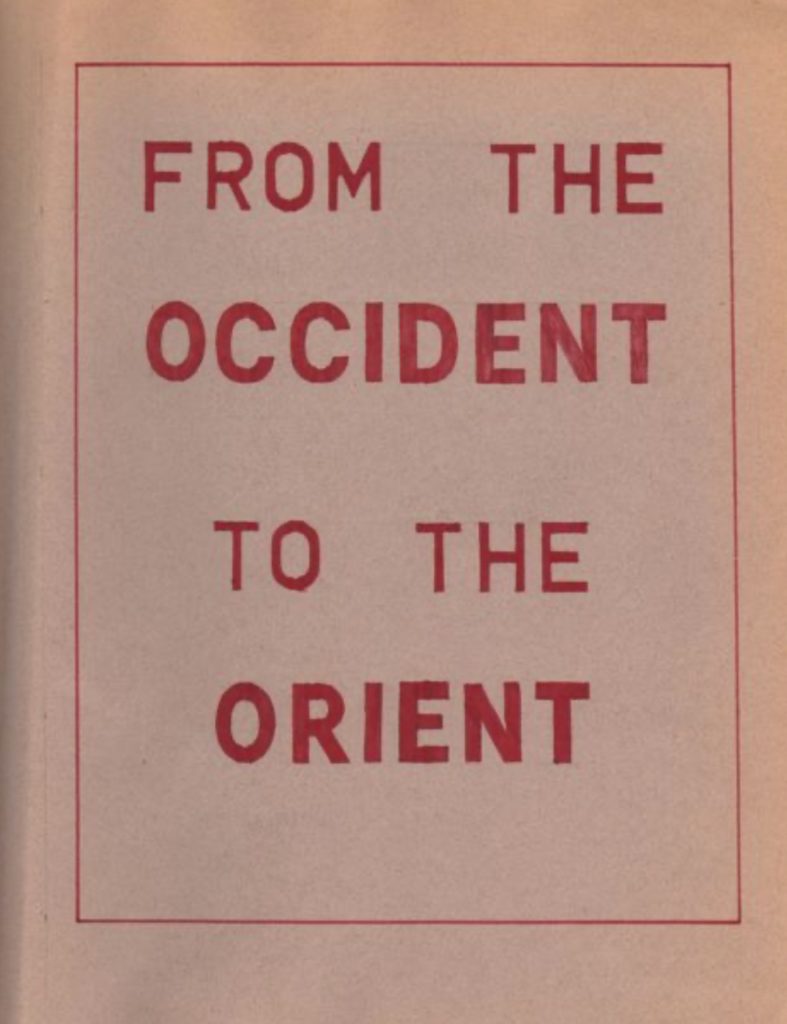 FROM THE
OCCIDENT
TO THE
ORIENT